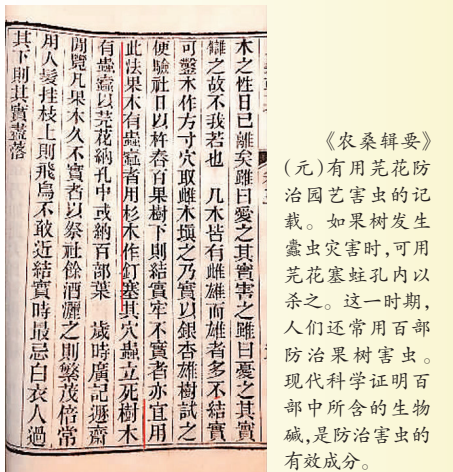 木之性日已離矣雖曰愛之其實害之雖曰憂之其實
讎之故不我若也　凡木皆有雌雄而雄者多不結實
可鑿木作方寸穴取雌木塡之乃實以銀杏雄樹試之
便驗社日以杵舂百果樹下則結實牢不實者亦宜用
此法果木有蟲蠹者用杉木作釘塞其穴蟲立死樹木
有蟲蠹以芫花納孔中或納百部葉　歲時廣記遯齋
閒覽凡果木久不實者以祭社餘酒灑之則繁茂倍常
用人髮挂枝上則飛鳥不敢近結實時最忌白衣人過
其下則其實盡落
《农桑辑要》
(元)有用芫花防
治园艺害虫的记
载。如果树发生
蠹虫灾害时,可用
芫花塞蛀孔内以
杀之。这一时期,
人们还常用百部
防治果树害虫。
现代科学证明百
部中所含的生物
碱,是防治害虫的
有效成分。